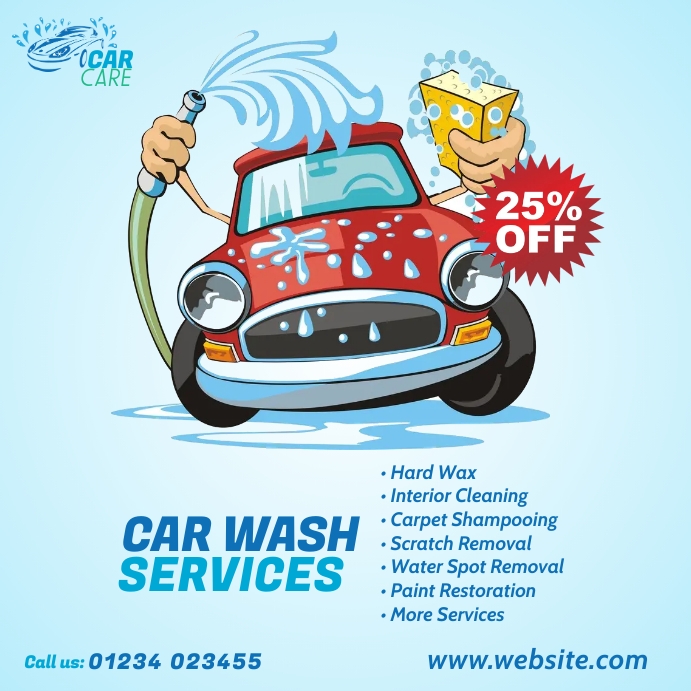 CAR
CARE
25%
OFF
CAR WASH
SERVICES
• Hard Wax
• Interior Cleaning
• Carpet Shampooing
• Scratch Removal
• Water Spot Removal
• Paint Restoration
• More Services
Call us: 01234 023455
www.website.com